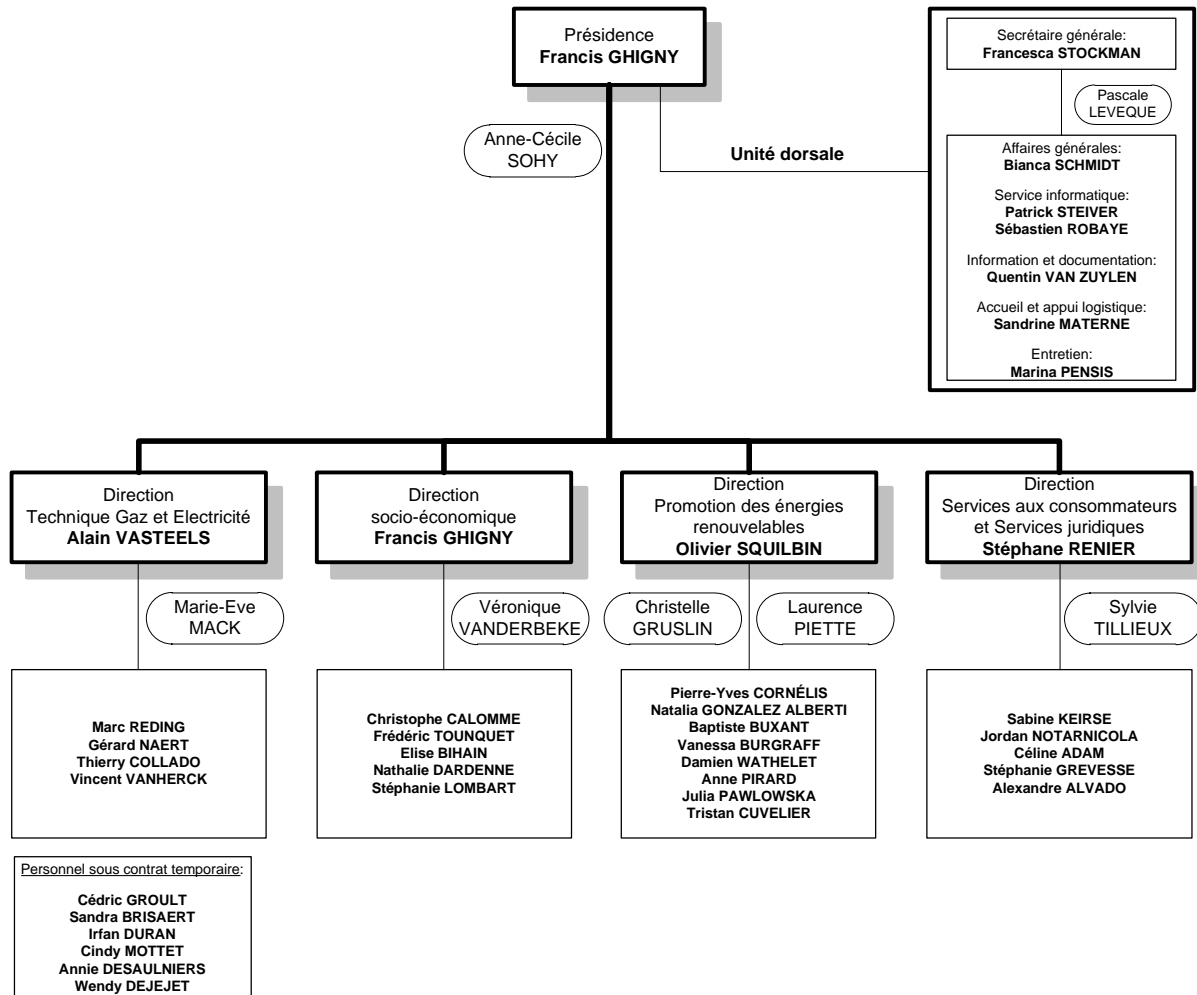 Présidence
Francis GHIGNY
Secrétaire générale:
Francesca STOCKMAN
Pascale
LEVEQUE
Anne-Cécile
SOHY
Unité dorsale
Affaires générales:
Bianca SCHMIDT
Service informatique:
Patrick STEIVER
Sébastien ROBAYE
Information et documentation:
Quentin VAN ZUYLEN
Accueil et appui logistique:
Sandrine MATERNE
Entretien:
Marina PENSIS
Direction
Technique Gaz et Electricité
Alain VASTEELS
Direction
socio-économique
Francis GHIGNY
Direction
Promotion des énergies
renouvelables
Olivier SQUILBIN
Direction
Services aux consommateurs
et Services juridiques
Stéphane RENIER
Marie-Eve
MACK
Véronique
VANDERBEKE
Christelle
GRUSLIN
Laurence
PIETTE
Sylvie
TILLIEUX
Marc REDING
Gérard NAERT
Thierry COLLADO
Vincent VANHERCK
Christophe CALOMME
Frédéric TOUNQUET
Elise BIHAIN
Nathalie DARDENNE
Stéphanie LOMBART
Pierre-Yves CORNÉLIS
Natalia GONZALEZ ALBERTI
Baptiste BUXANT
Vanessa BURGRAFF
Damien WATHELET
Anne PIRARD
Julia PAWLOWSKA
Tristan CUVELIER
Sabine KEIRSE
Jordan NOTARNICOLA
Céline ADAM
Stéphanie GREVESSE
Alexandre ALVADO
Personnel sous contrat temporaire:
Cédric GROULT
Sandra BRISAERT
Irfan DURAN
Cindy MOTTET
Annie DESAULNIERS
Wendy DEJEJET